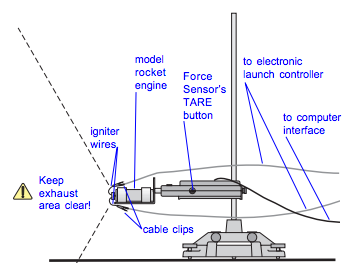 model
rocket
engine
Force
Sensor's
TARE
button
to electronic
launch controller
to computer
interface
igniter
wires
Keep
exhaust
area clear!
cable clips